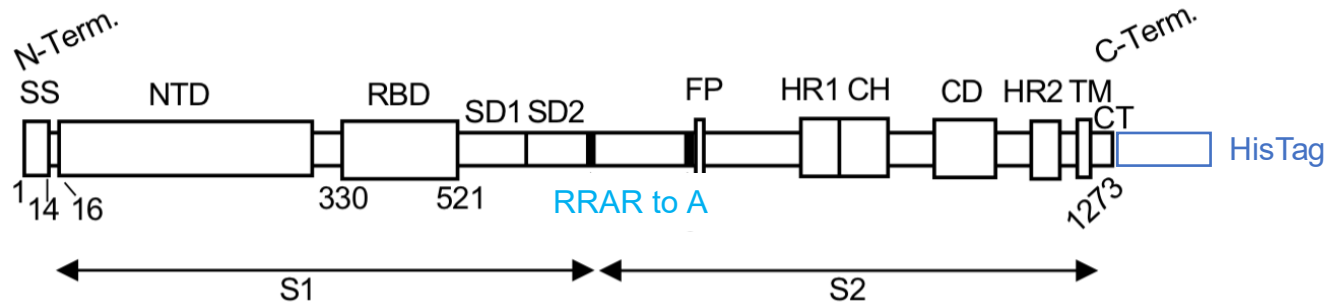 N-Term.
C-Term.
SS NTD RBD SD1 SD2 FP HR1 CH CD HR2 TM CT
HisTag
1 14 16 330 521 RRAR to A 1273
S1 S2